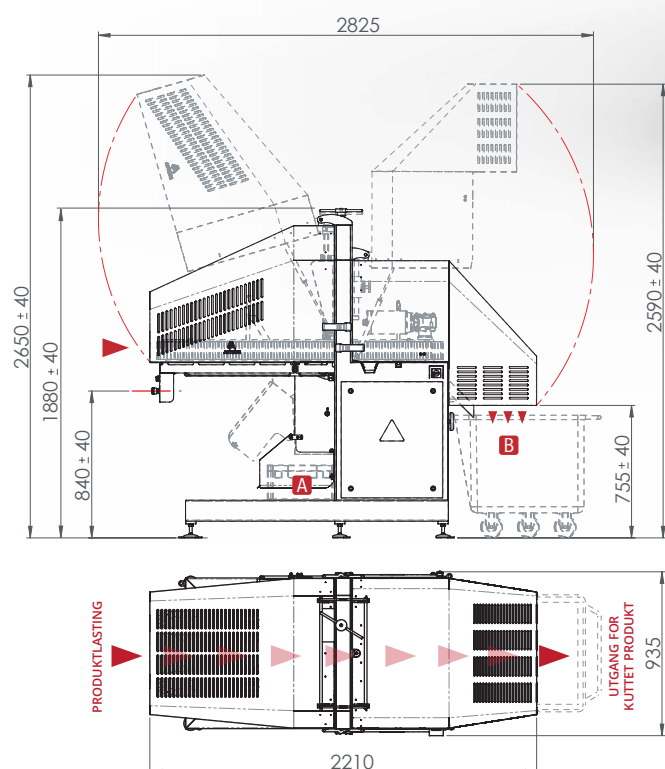 2825
2650 ± 40
1880 ± 40
840 ± 40
2590 ± 40
755 ± 40
A
B
PRODUKTLASTING
UTGANG FOR
KUTTET PRODUKT
935
2210